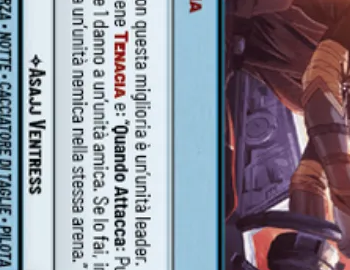 on questa miglioria è un'unità leader.
ene TENACIA e: "Quando Attacca: Pu
e 1 danno a un'unità amica. Se lo fai, i
a un'unità nemica nella stessa arena."
ASAJJ VENTRESS
RZA • NOTTE • CACCIATORE DI TAGLIE • PILOTA